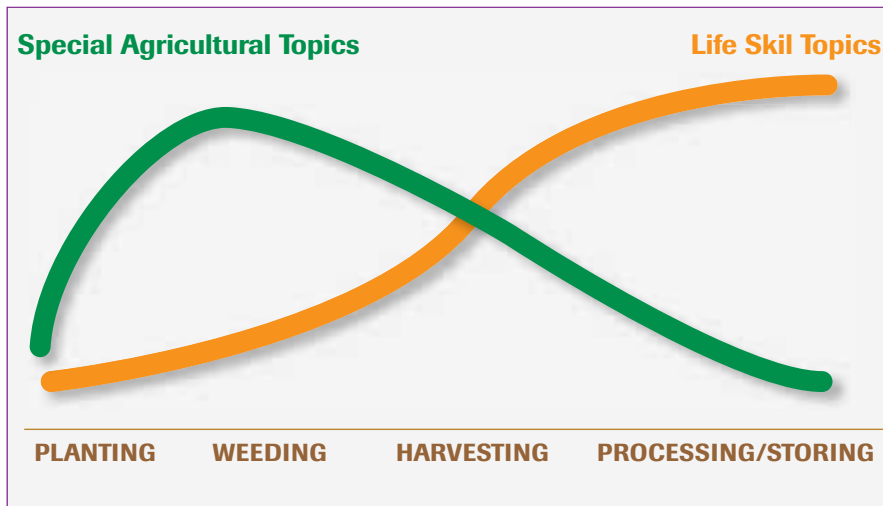 Special Agricultural Topics
Life Skil Topics
PLANTING WEEDING HARVESTING PROCESSING/STORING